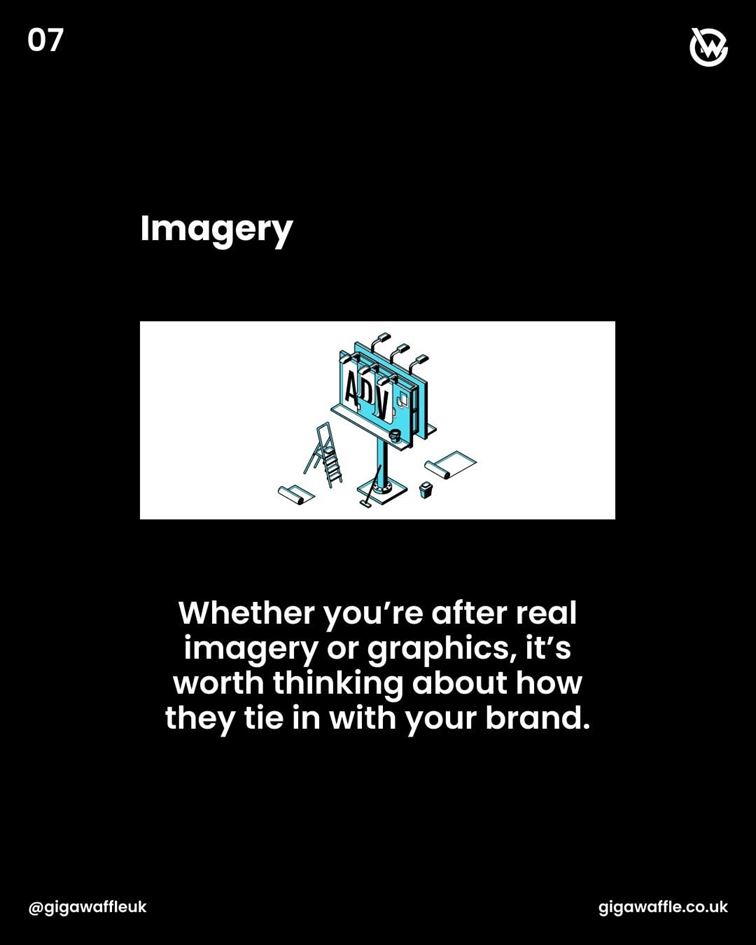 07
W
Imagery
ADV
Whether you’re after real
imagery or graphics, it’s
worth thinking about how
they tie in with your brand.
@gigawaffleuk
gigawaffle.co.uk